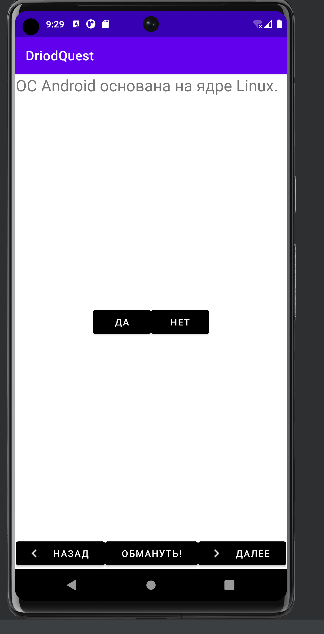 9:29
DriodQuest
ОС Android основана на ядре Linux.
ДА НЕТ
НАЗАД ОБМАНУТЬ! ДАЛЕЕ